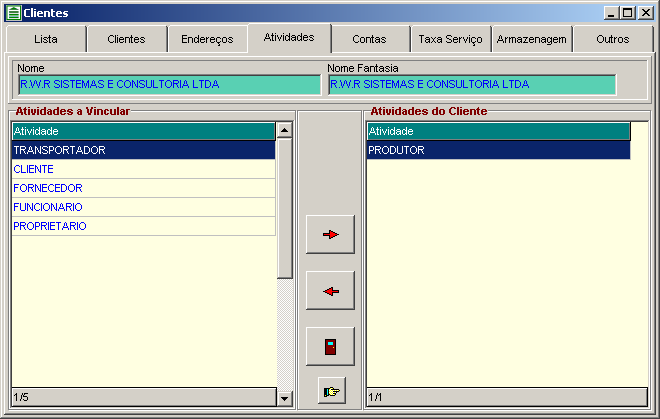 Clientes
Lista Clientes Endereços Atividades Contas Taxa Serviço Armazenagem Outros
Nome Nome Fantasia
R.W.R SISTEMAS E CONSULTORIA LTDA R.W.R SISTEMAS E CONSULTORIA LTDA
Atividades a Vincular Atividades do Cliente
Atividade Atividade
TRANSPORTADOR PRODUTOR
CLIENTE
FORNECEDOR
FUNCIONARIO
PROPRIETARIO
1/5 1/1